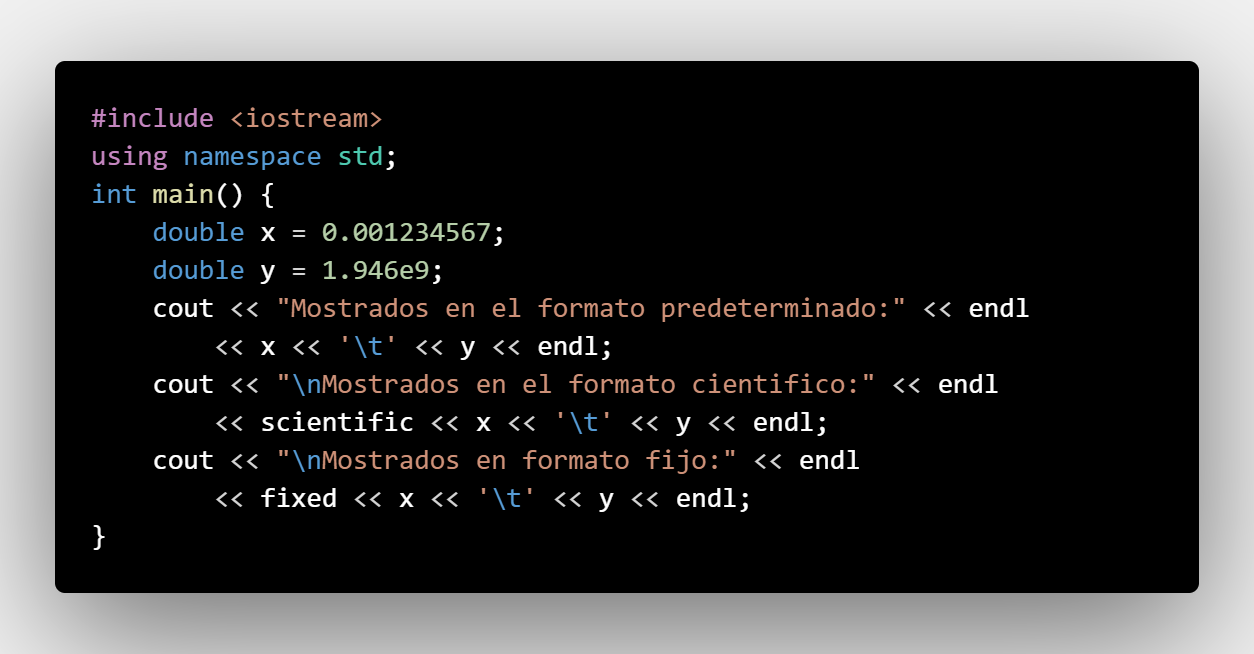 #include <iostream>
using namespace std;
int main() {
    double x = 0.001234567;
    double y = 1.946e9;
    cout << "Mostrados en el formato predeterminado:" << endl
        << x << '\t' << y << endl;
    cout << "\nMostrados en el formato cientifico:" << endl
        << scientific << x << '\t' << y << endl;
    cout << "\nMostrados en formato fijo:" << endl
        << fixed << x << '\t' << y << endl;
}